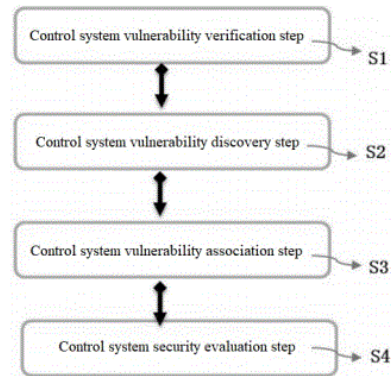 Control system vulnerability verification step
S1
Control system vulnerability discovery step
S2
Control system vulnerability association step
S3
Control system security evaluation step
S4